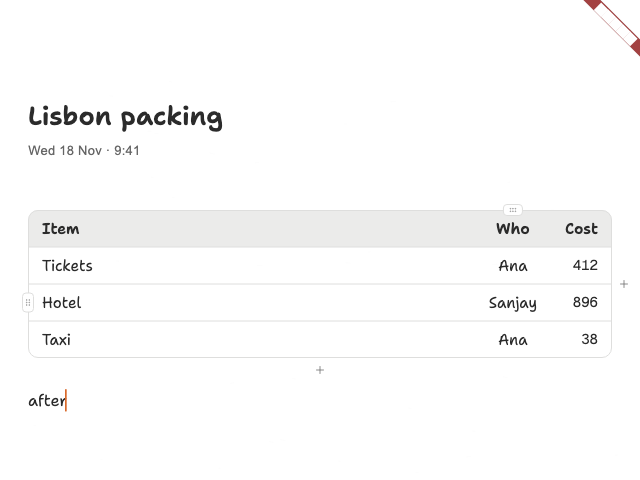 Lisbon packing
Wed 18 Nov · 9:41
Item Who Cost
Tickets Ana 412
Hotel Sanjay 896
Taxi Ana 38
after